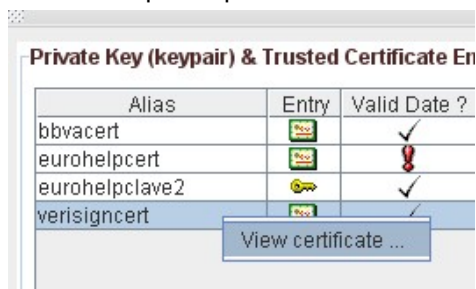 Private Key (keypair) & Trusted Certificate En
Alias Entry Valid Date ?
bbvacert
eurohelpcert
eurohelpclave2
verisigncert
View certificate ...